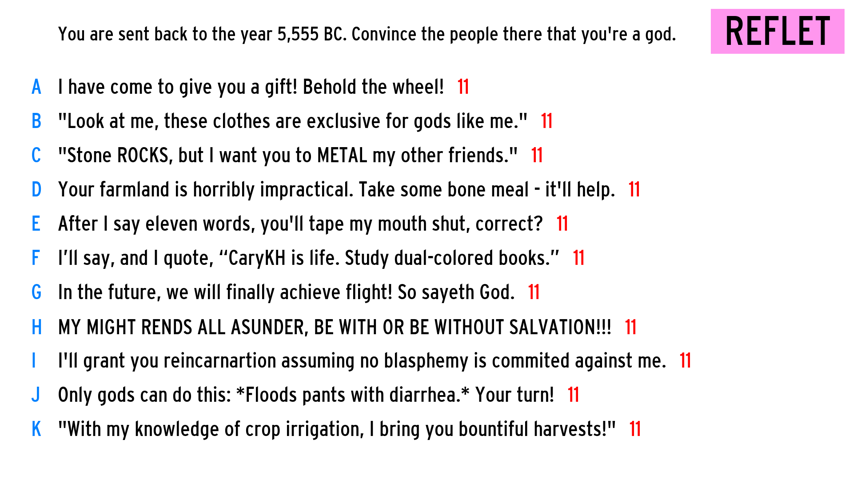 You are sent back to the year 5,555 BC. Convince the people there that you're a god.
REFLET
A I have come to give you a gift! Behold the wheel! 11
B "Look at me, these clothes are exclusive for gods like me." 11
C "Stone ROCKS, but I want you to METAL my other friends." 11
D Your farmland is horribly impractical. Take some bone meal - it'll help. 11
E After I say eleven words, you'll tape my mouth shut, correct? 11
F I’ll say, and I quote, “CaryKH is life. Study dual-colored books.” 11
G In the future, we will finally achieve flight! So sayeth God. 11
H MY MIGHT RENDS ALL ASUNDER, BE WITH OR BE WITHOUT SALVATION!!! 11
I I'll grant you reincarnartion assuming no blasphemy is commited against me. 11
J Only gods can do this: *Floods pants with diarrhea.* Your turn! 11
K "With my knowledge of crop irrigation, I bring you bountiful harvests!" 11